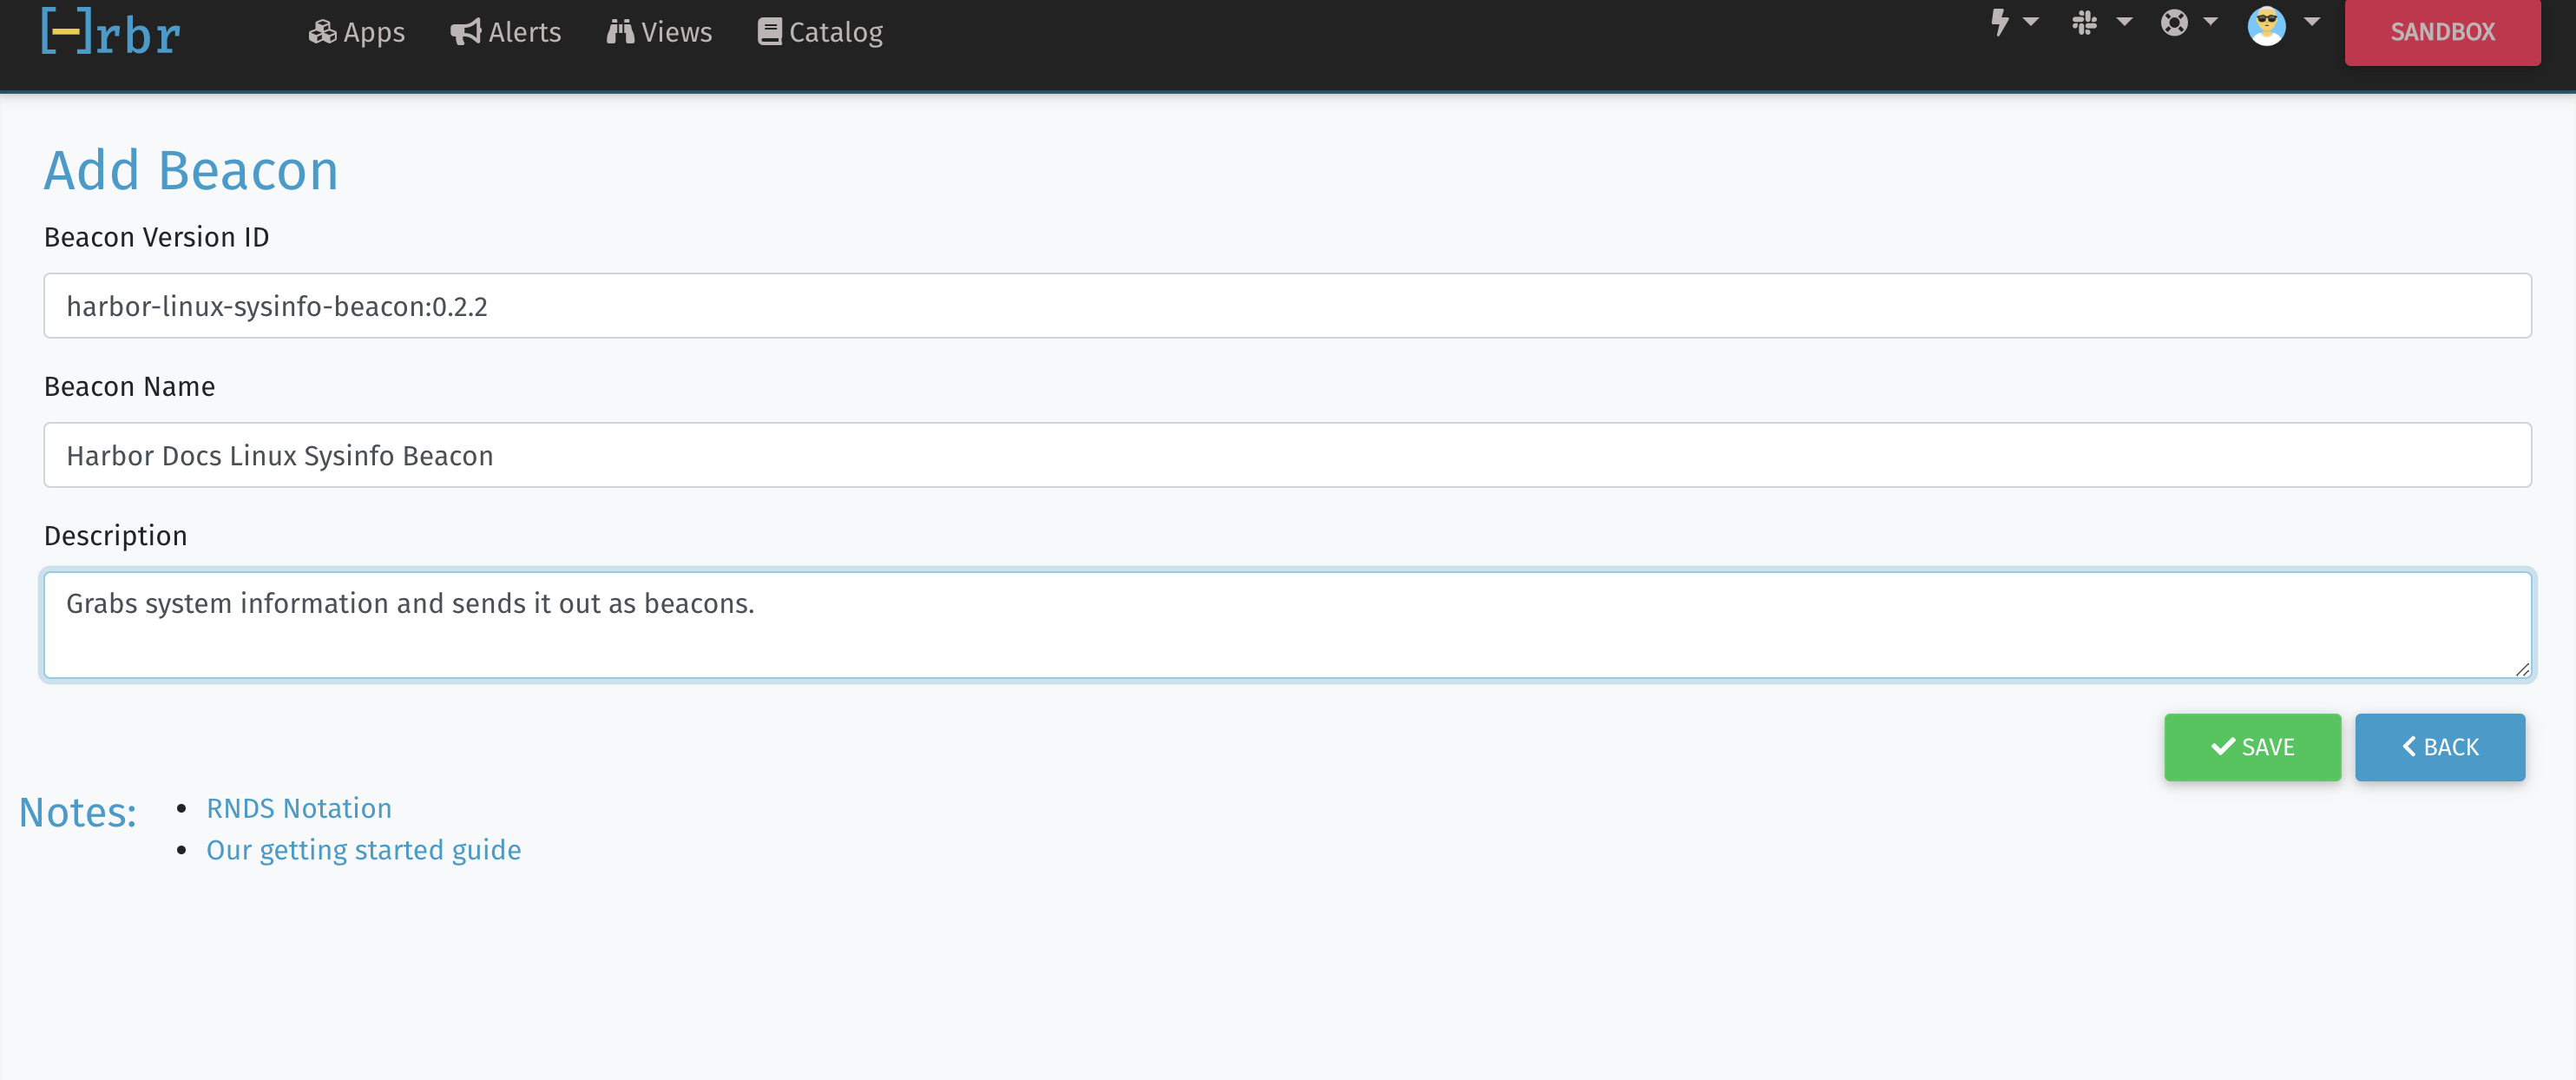 [-]rbr Apps Alerts Views Catalog SANDBOX
Add Beacon
Beacon Version ID
harbor-linux-sysinfo-beacon:0.2.2
Beacon Name
Harbor Docs Linux Sysinfo Beacon
Description
Grabs system information and sends it out as beacons.
SAVE BACK
Notes:
• RNDS Notation
• Our getting started guide